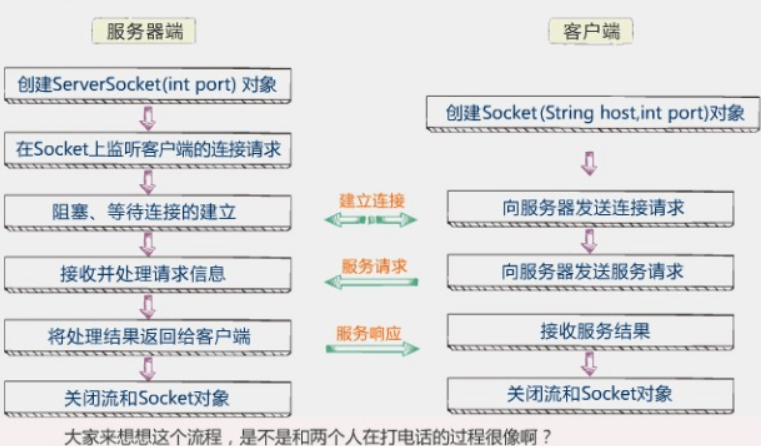 服务器端
客户端
创建ServerSocket(int port) 对象
创建Socket(String host,int port)对象
在Socket上监听客户端的连接请求
阻塞、等待连接的建立
建立连接
向服务器发送连接请求
接收并处理请求信息
服务请求
向服务器发送服务请求
将处理结果返回给客户端
服务响应
接收服务结果
关闭流和Socket对象
关闭流和Socket对象
大家来想想这个流程，是不是和两个人在打电话的过程很像啊？